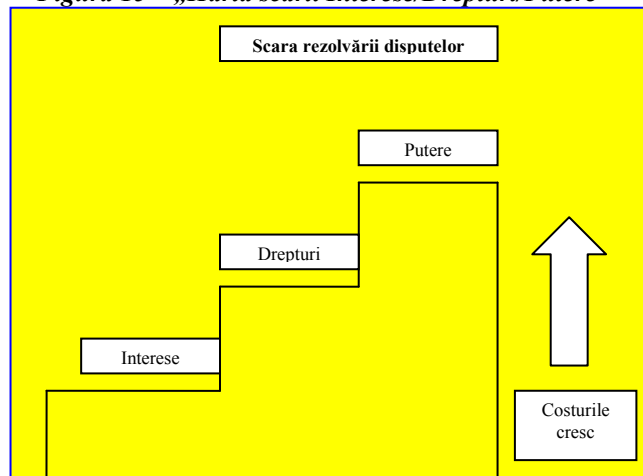 Scara rezolvării disputelor
Putere
Drepturi
Interese
Costurile
cresc